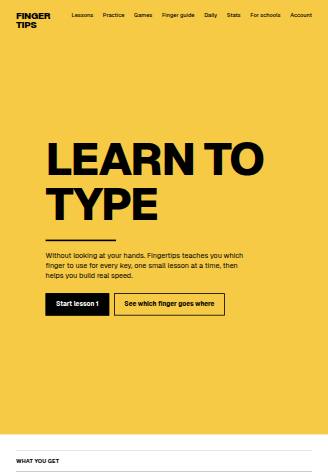 FINGER
TIPS
Lessons Practice Games Finger guide Daily Stats For schools Account
LEARN TO
TYPE
Without looking at your hands. Fingertips teaches you which
finger to use for every key, one small lesson at a time, then
helps you build real speed.
Start lesson 1 See which finger goes where
WHAT YOU GET